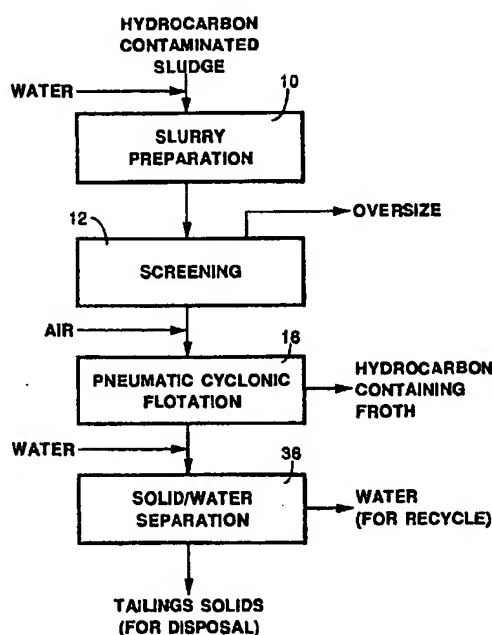 HYDROCARBON
CONTAMINATED
SLUDGE
WATER
10
SLURRY
PREPARATION
OVERSIZE
12
SCREENING
AIR
16
PNEUMATIC CYCLONIC
FLOTATION
HYDROCARBON
CONTAINING
FROTH
WATER
36
SOLID/WATER
SEPARATION
WATER
(FOR RECYCLE)
TAILINGS SOLIDS
(FOR DISPOSAL)